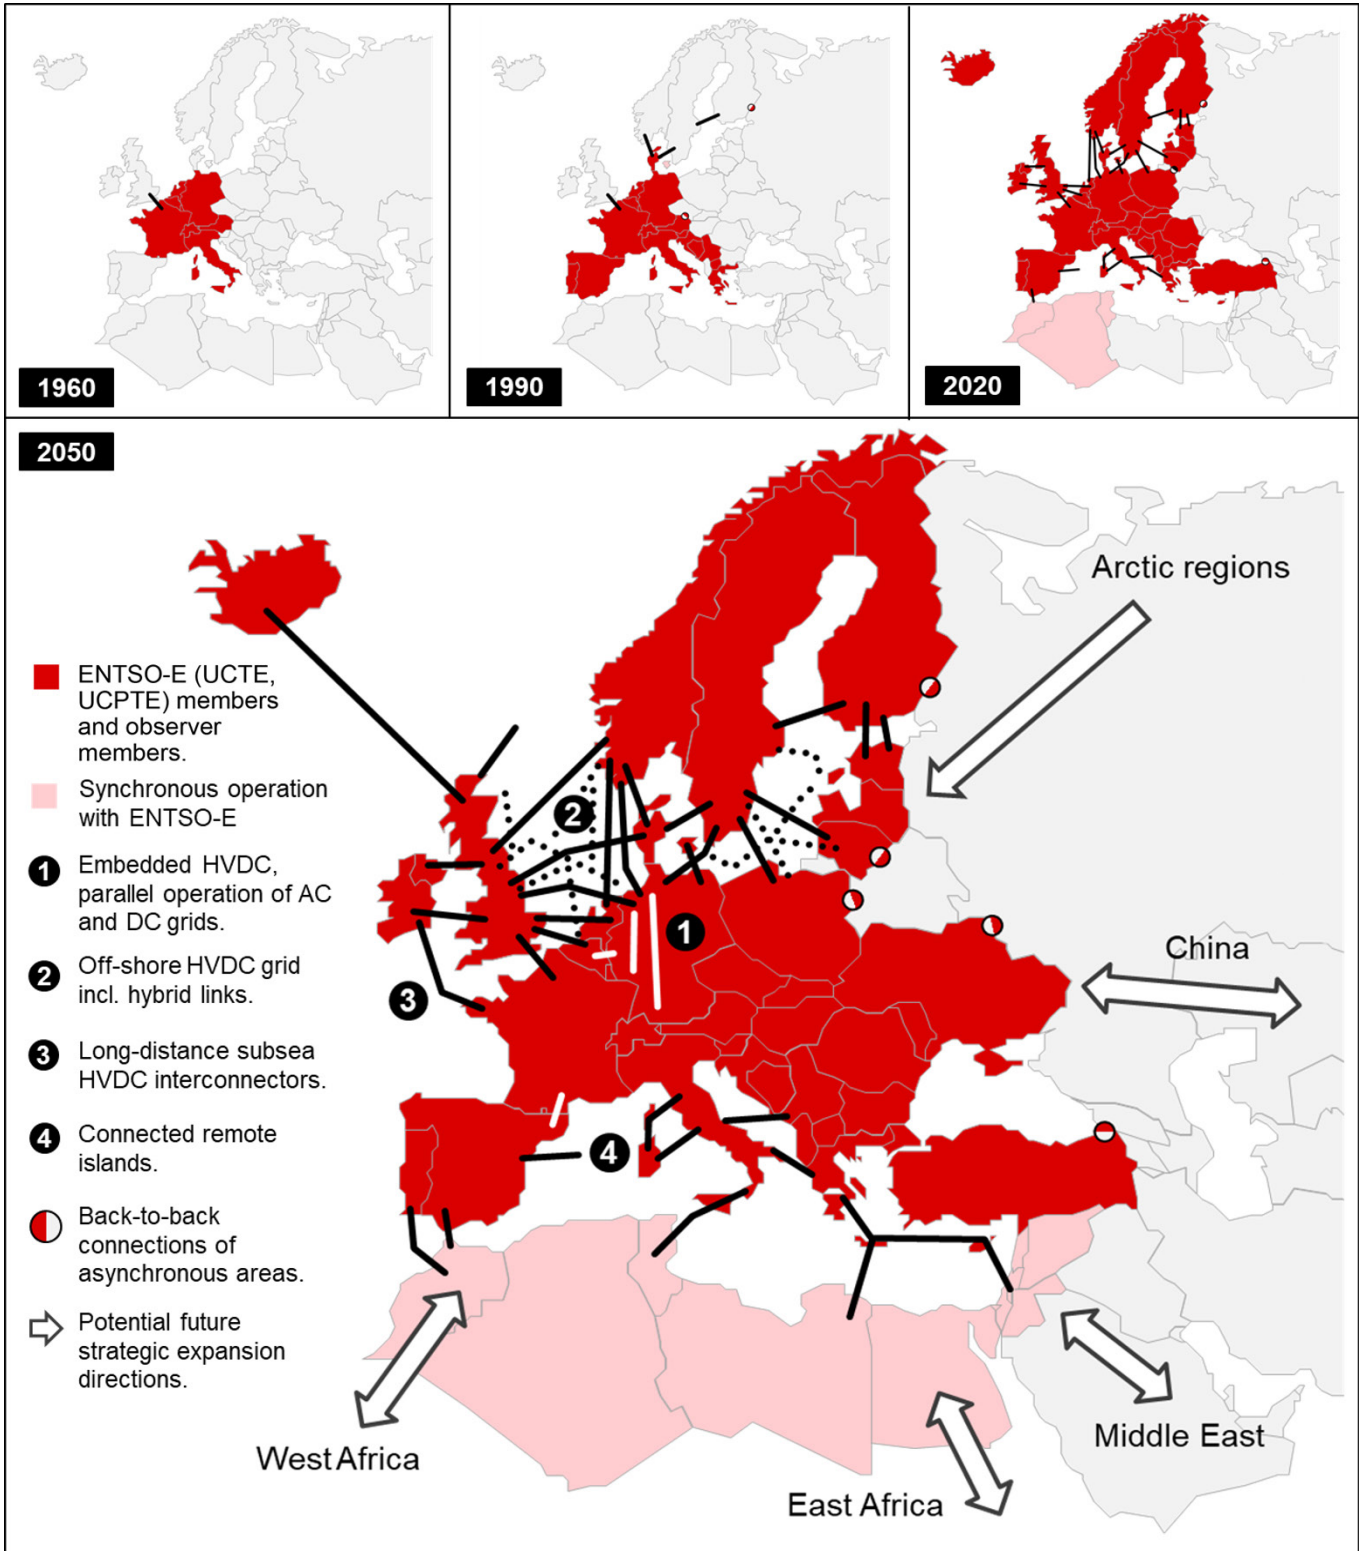 1960
1990
2020
2050
Arctic regions
ENTSO-E (UCTE,
UCPTE) members
and observer
members.
Synchronous operation
with ENTSO-E
1
Embedded HVDC,
parallel operation of AC
and DC grids.
2
Off-shore HVDC grid
incl. hybrid links.
3
Long-distance subsea
HVDC interconnectors.
4
Connected remote
islands.
Back-to-back
connections of
asynchronous areas.
Potential future
strategic expansion
directions.
2
1
3
4
China
West Africa
East Africa
Middle East